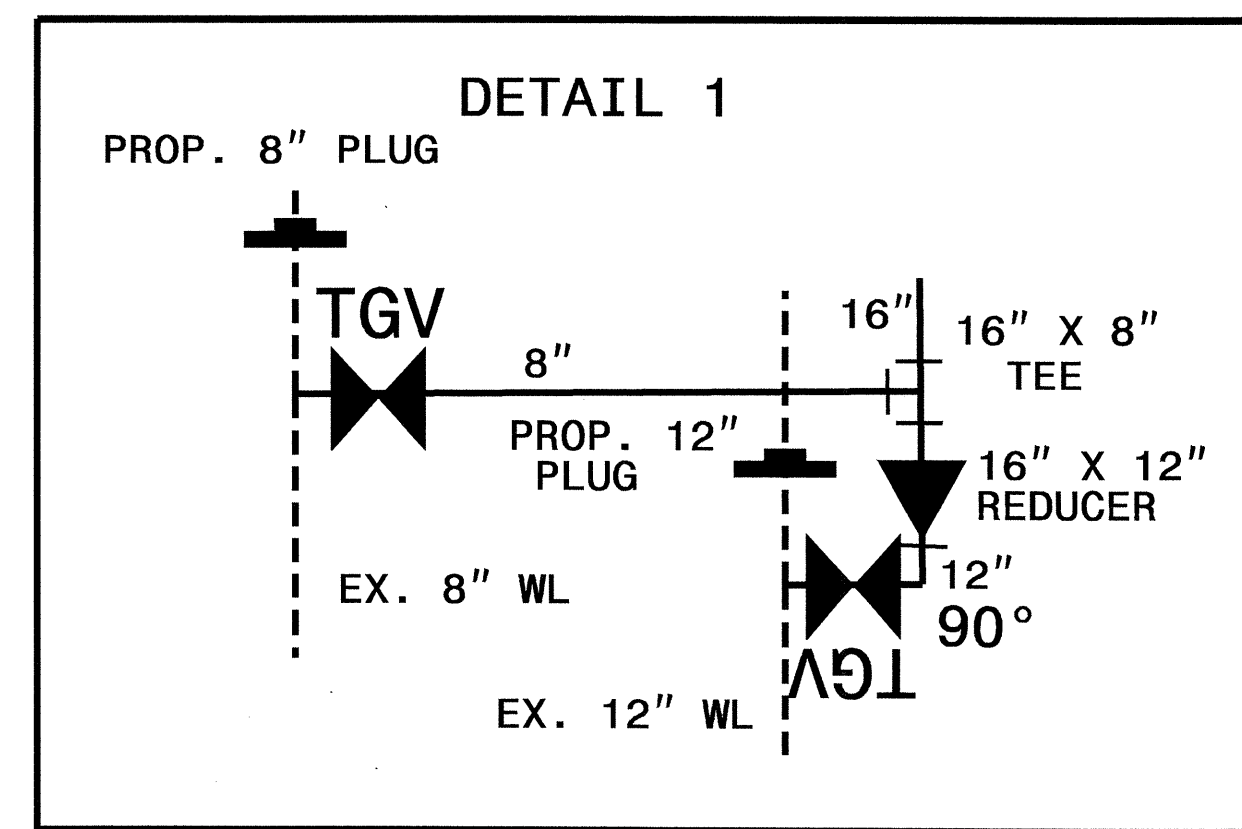 DETAIL 1
PROP. 8" PLUG
TGV
16"
16" X 8"
TEE
8"
PROP. 12"
PLUG
16" X 12"
REDUCER
EX. 8" WL
12"
90°
TGV
EX. 12" WL